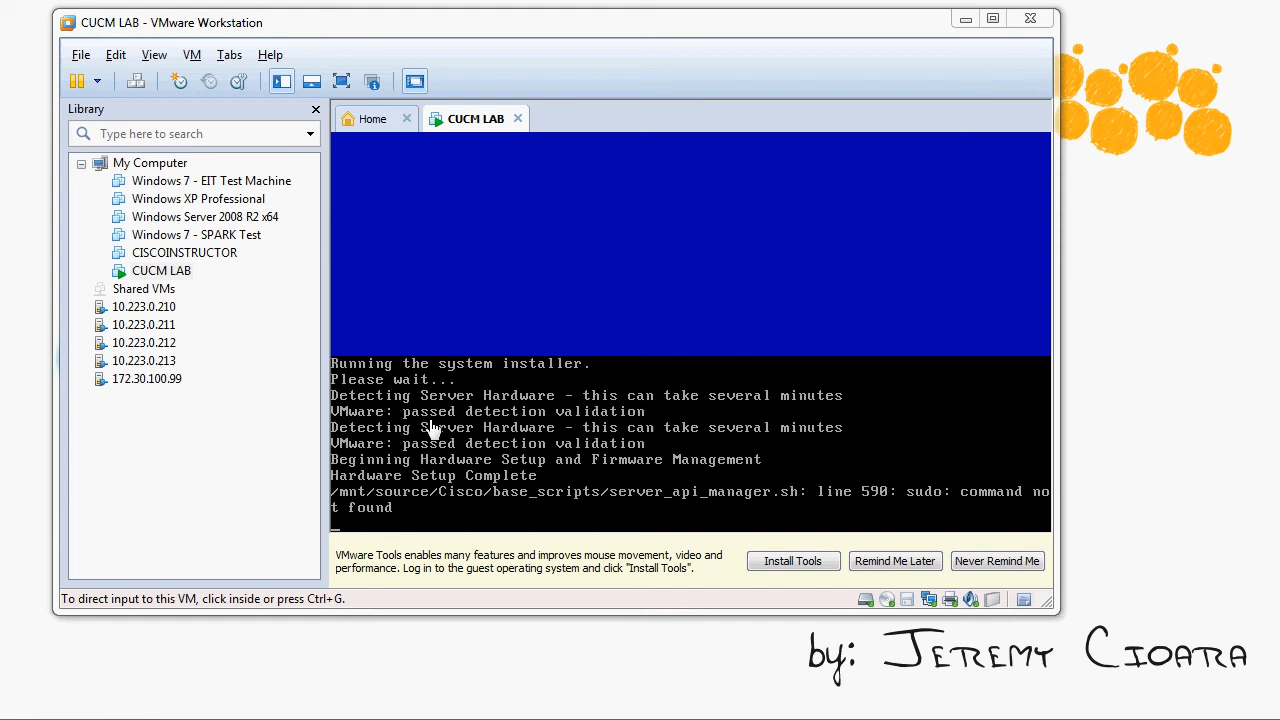 CUCM LAB - VMware Workstation
File Edit View VM Tabs Help
Library
Type here to search
Home CUCM LAB
My Computer
Windows 7 - EIT Test Machine
Windows XP Professional
Windows Server 2008 R2 x64
Windows 7 - SPARK Test
CISCOINSTRUCTOR
CUCM LAB
Shared VMs
10.223.0.210
10.223.0.211
10.223.0.212
10.223.0.213
172.30.100.99
Running the system installer.
Please wait...
Detecting Server Hardware - this can take several minutes
VMware: passed detection validation
Detecting Server Hardware - this can take several minutes
VMware: passed detection validation
Beginning Hardware Setup and Firmware Management
Hardware Setup Complete
/mnt/source/Cisco/base_scripts/server_api_manager.sh: line 590: sudo: command no
t found
VMware Tools enables many features and improves mouse movement, video and
performance. Log in to the guest operating system and click "Install Tools".
Install Tools Remind Me Later Never Remind Me
To direct input to this VM, click inside or press Ctrl+G.
by: Jeremy Cioara